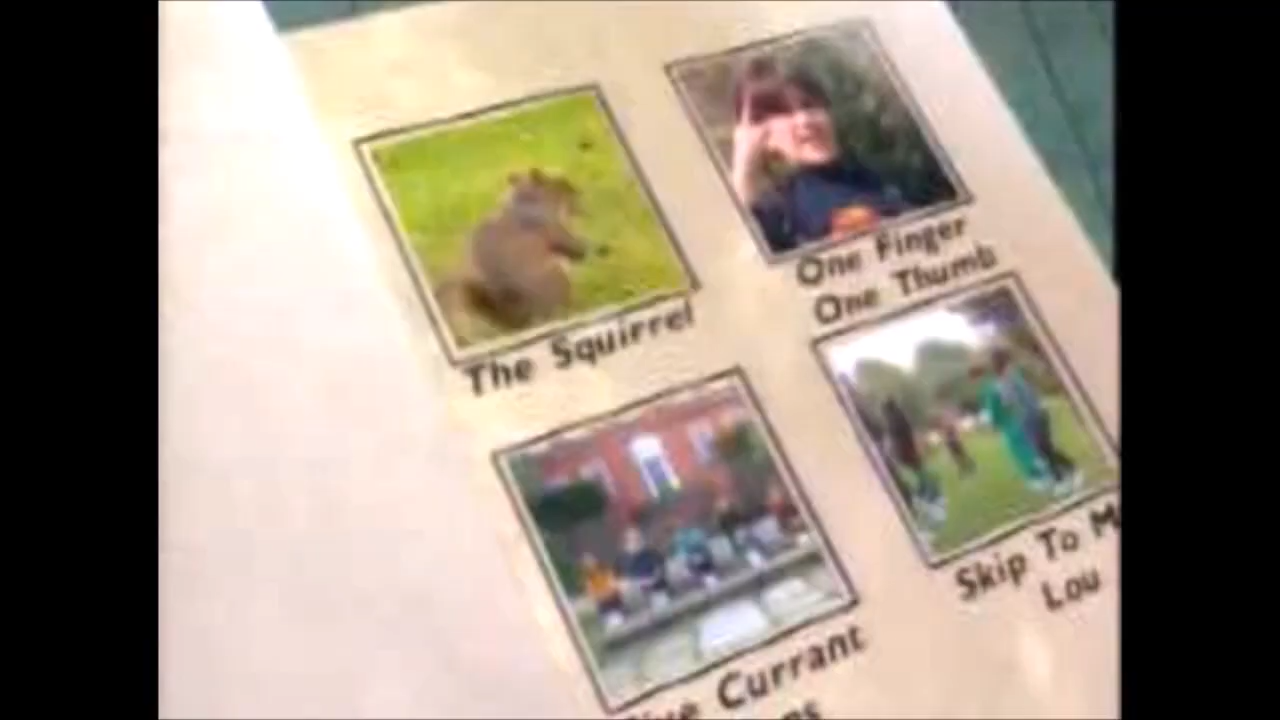 The Squirrel
One Finger
One Thumb
Skip To M
Lou
Currant